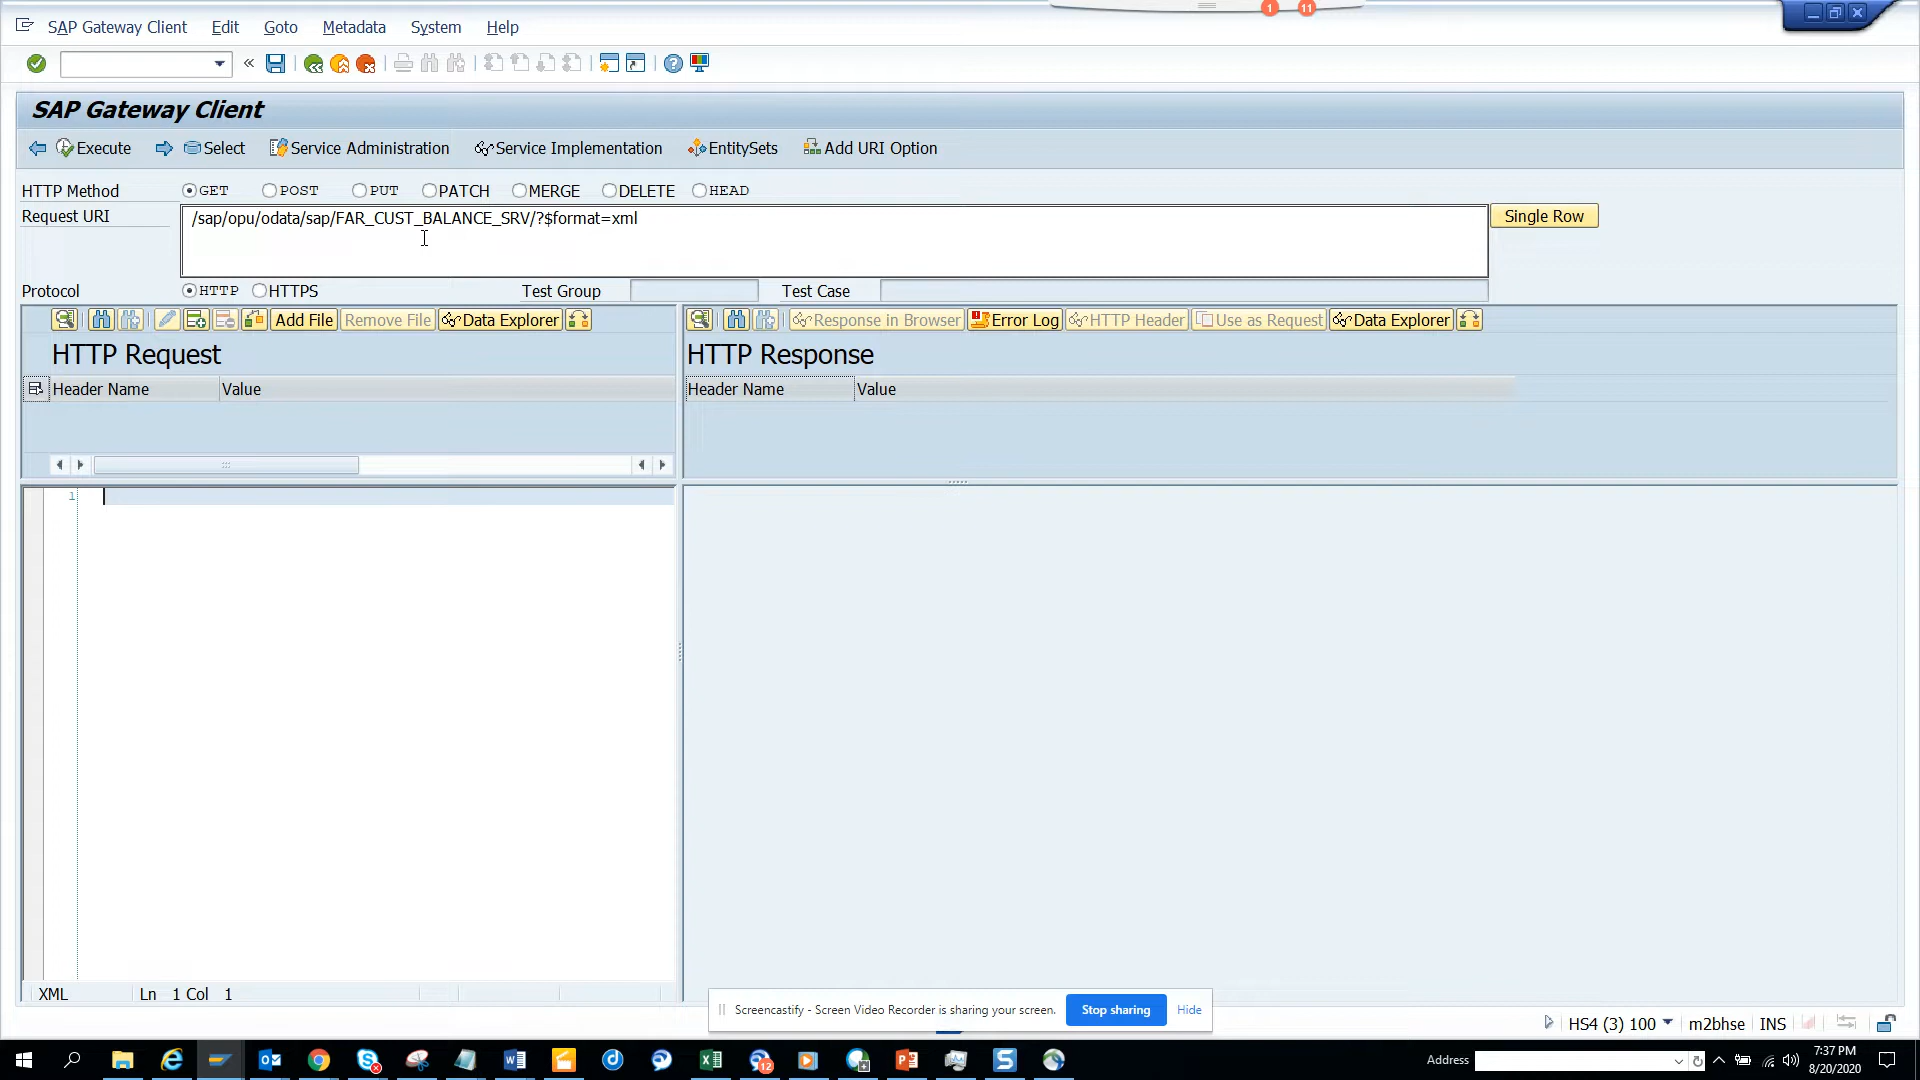 1 11
SAP Gateway Client Edit Goto Metadata System Help
SAP Gateway Client
Execute Select Service Administration Service Implementation EntitySets Add URI Option
HTTP Method GET POST PUT PATCH MERGE DELETE HEAD
Request URI /sap/opu/odata/sap/FAR_CUST_BALANCE_SRV/?$format=xml Single Row
Protocol HTTP HTTPS Test Group Test Case
Add File Remove File Data Explorer Response in Browser Error Log HTTP Header Use as Request Data Explorer
HTTP Request HTTP Response
Header Name Value Header Name Value
1
XML Ln 1 Col 1
Screencastify - Screen Video Recorder is sharing your screen. Stop sharing Hide
HS4 (3) 100 m2bhse INS
12
Address
7:37 PM
8/20/2020